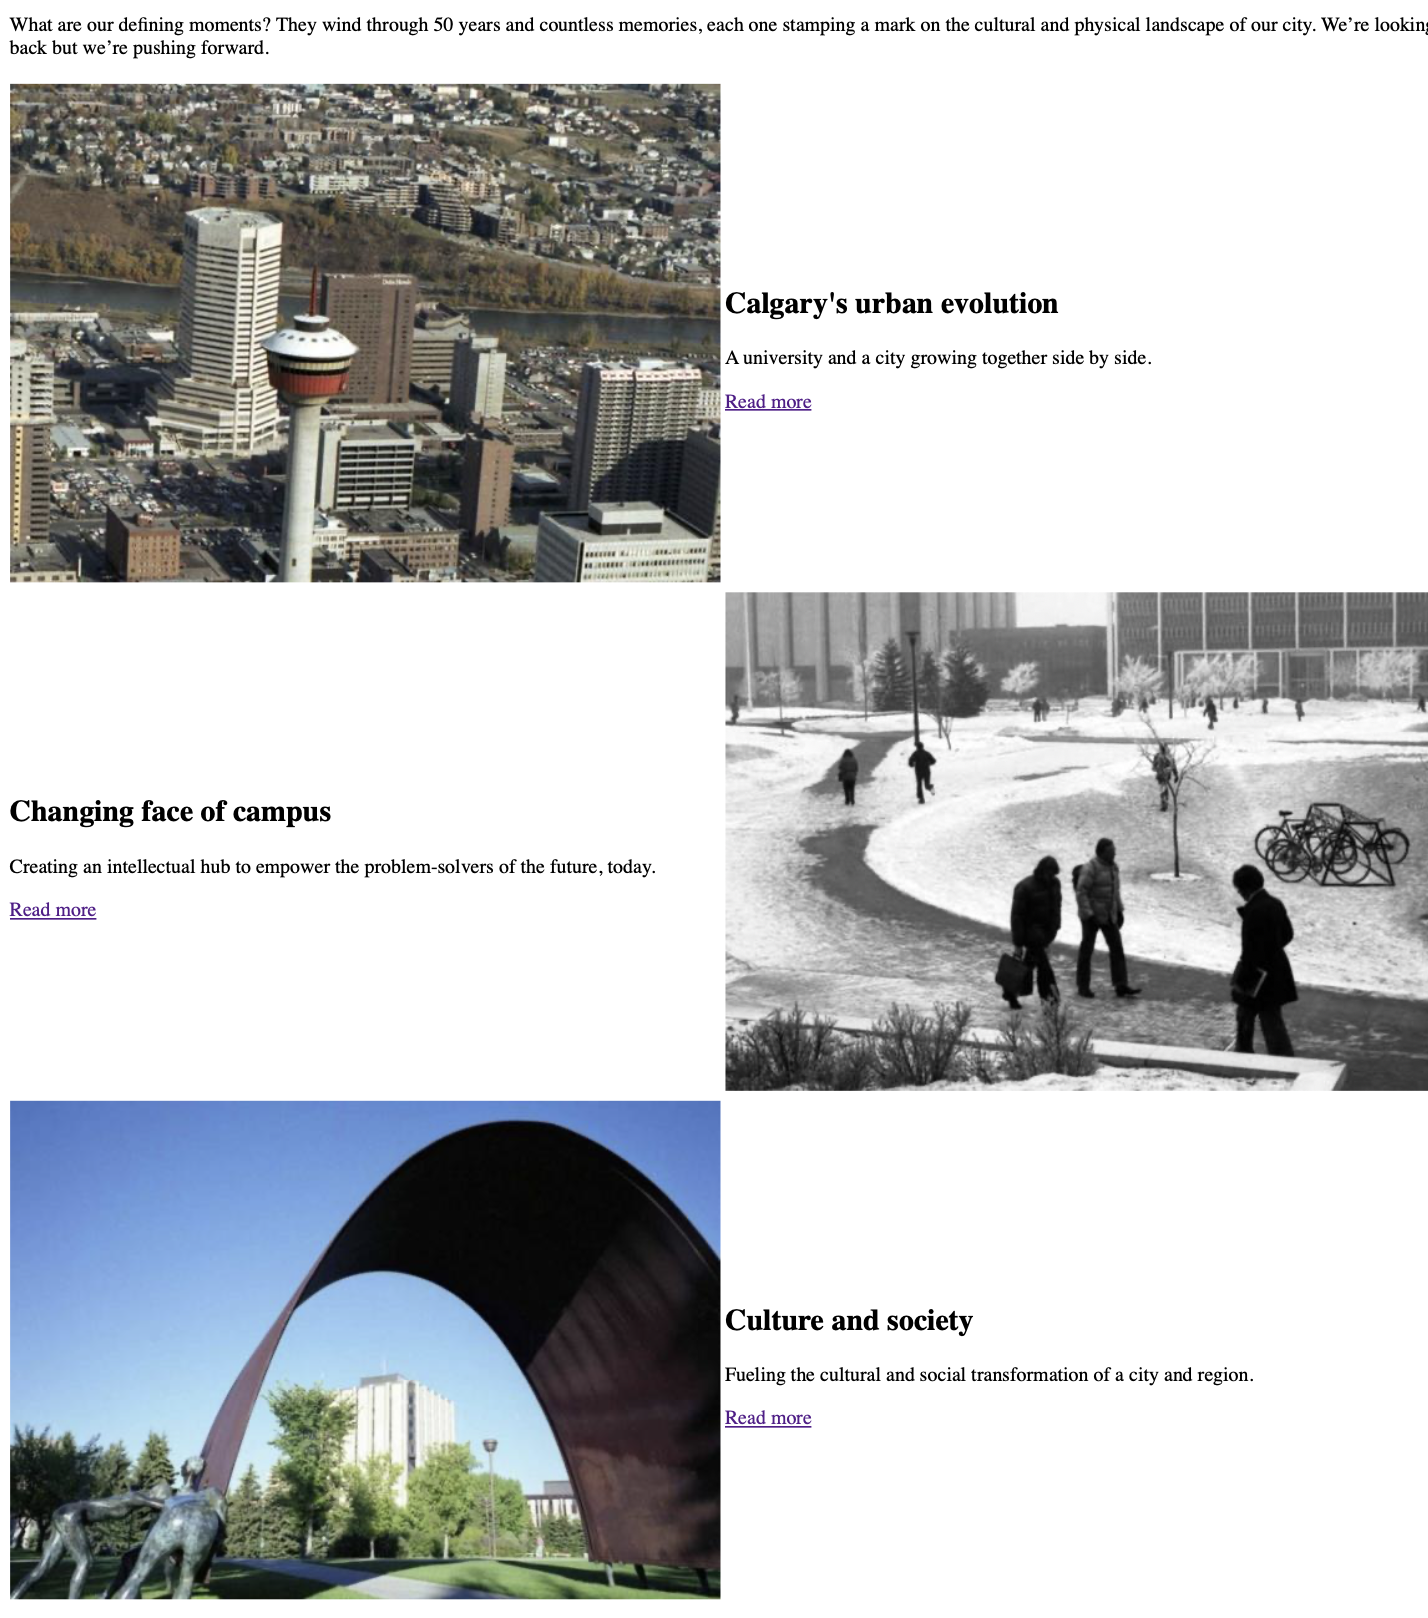 What are our defining moments? They wind through 50 years and countless memories, each one stamping a mark on the cultural and physical landscape of our city. We’re looking
back but we’re pushing forward.
Calgary's urban evolution
A university and a city growing together side by side.
Read more
Changing face of campus
Creating an intellectual hub to empower the problem-solvers of the future, today.
Read more
Culture and society
Fueling the cultural and social transformation of a city and region.
Read more